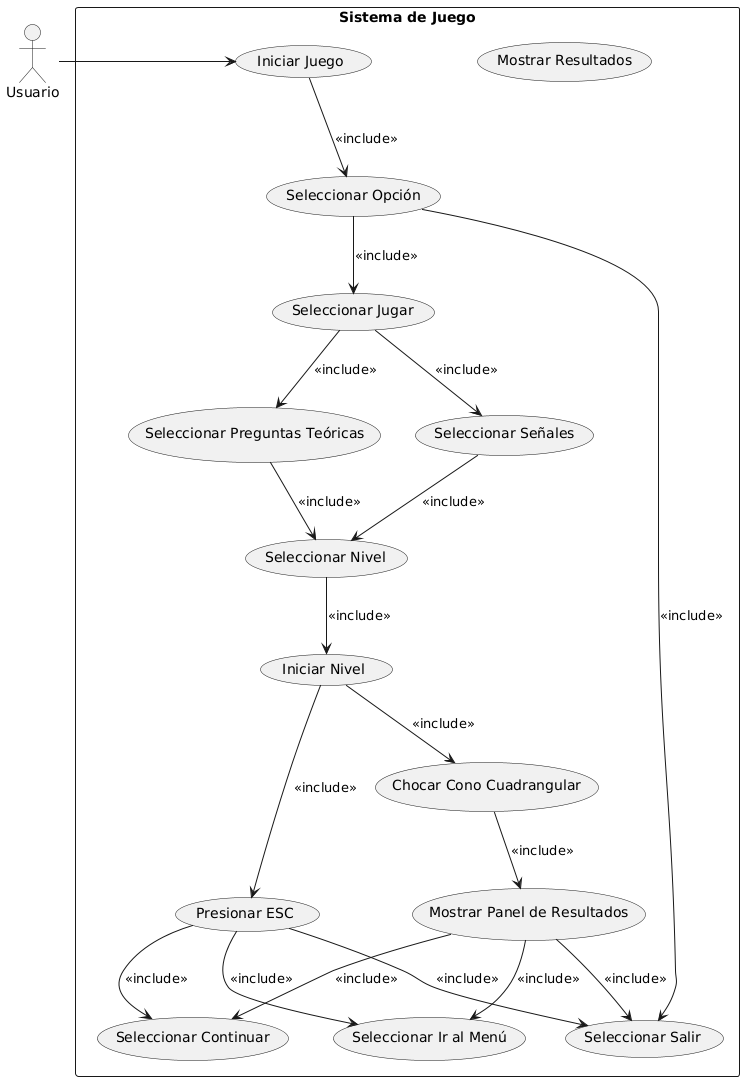 Sistema de Juego
Usuario
Iniciar Juego
Mostrar Resultados
«include»
Seleccionar Opción
«include»
Seleccionar Jugar
«include»
«include»
Seleccionar Preguntas Teóricas
Seleccionar Señales
«include»
«include»
Seleccionar Nivel
«include»
«include»
Iniciar Nivel
«include»
«include»
Chocar Cono Cuadrangular
«include»
Presionar ESC
Mostrar Panel de Resultados
«include»
«include»
«include»
«include»
«include»
«include»
Seleccionar Continuar
Seleccionar Ir al Menú
Seleccionar Salir